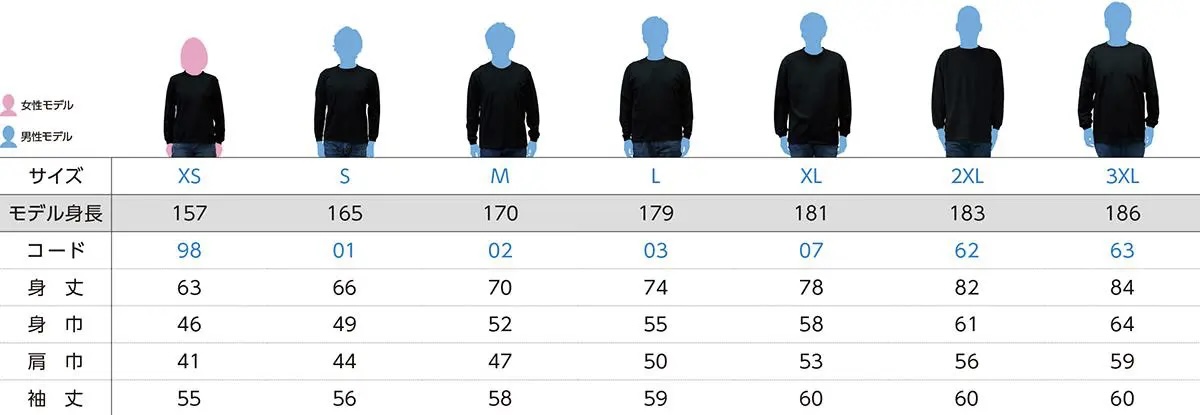 女性モデル
男性モデル
サイズ XS S M L XL 2XL 3XL
モデル身長 157 165 170 179 181 183 186
コード 98 01 02 03 07 62 63
身 丈 63 66 70 74 78 82 84
身 巾 46 49 52 55 58 61 64
肩 巾 41 44 47 50 53 56 59
袖 丈 55 56 58 59 60 60 60